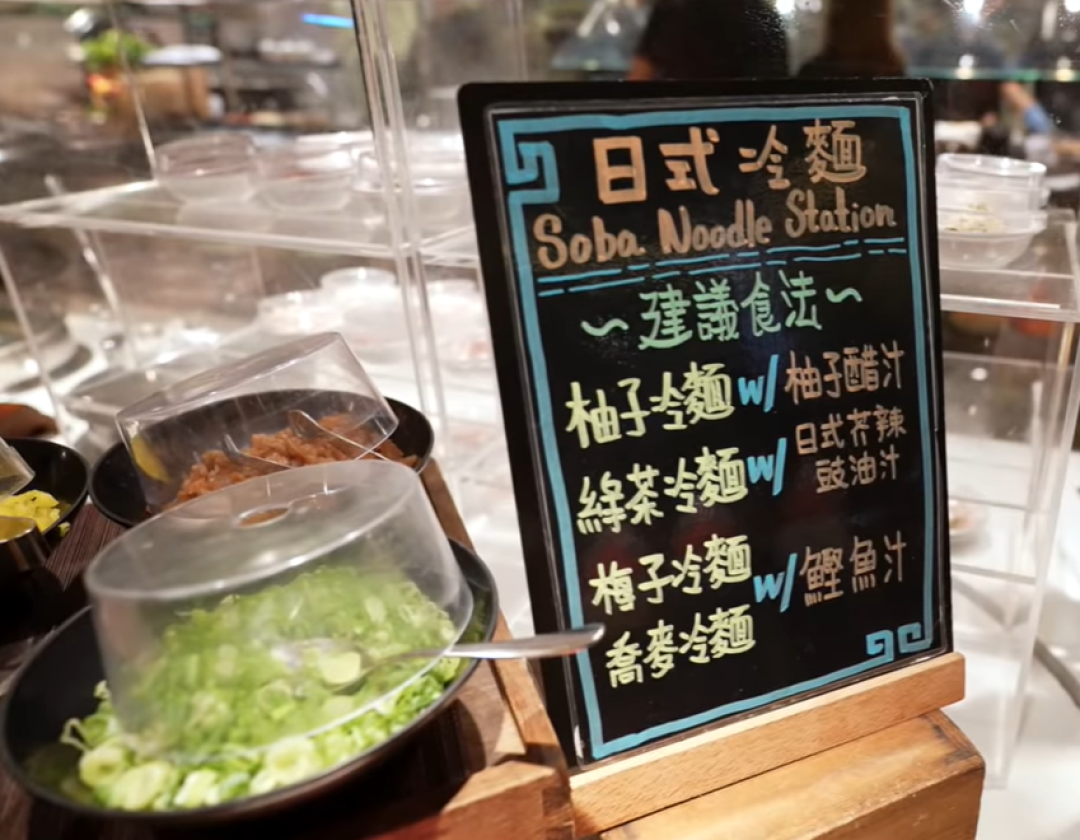 日式冷麵
Soba Noodle Station
~建議食法~
柚子冷麵 w/ 柚子醋汁
綠茶冷麵 w/ 日式芥辣
豉油汁
梅子冷麵 w/ 鰹魚汁
喬麥冷麵